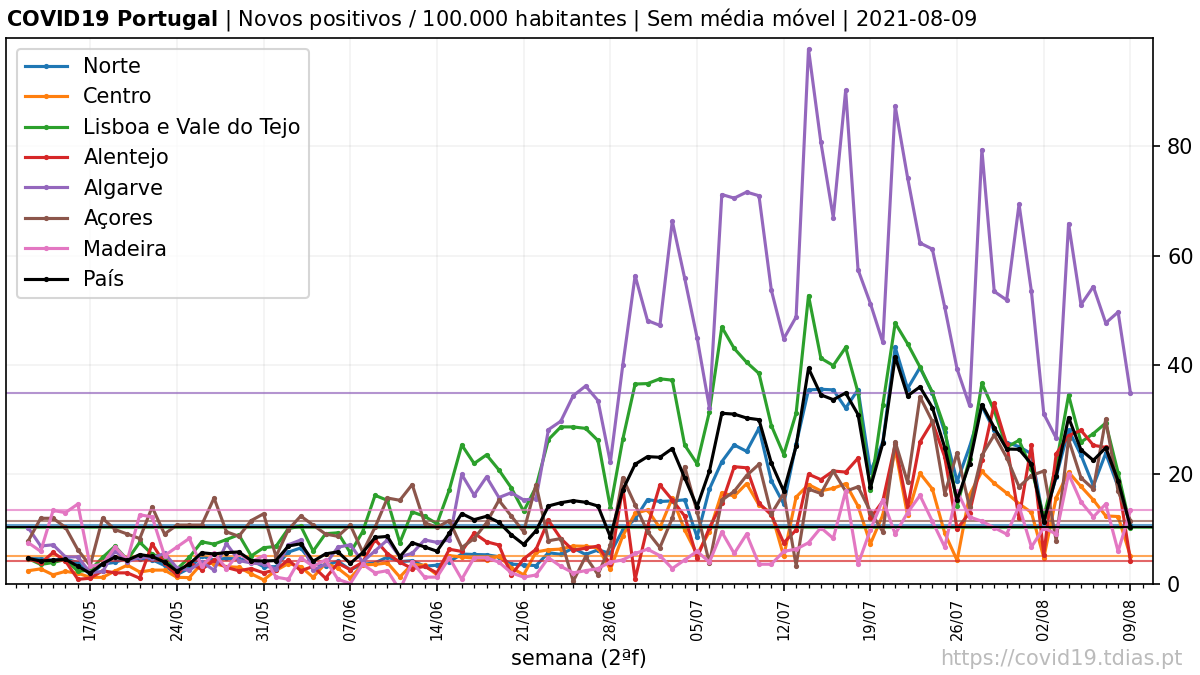 COVID19 Portugal | Novos positivos / 100.000 habitantes | Sem média móvel | 2021-08-09
Norte
Centro
Lisboa e Vale do Tejo
Alentejo
Algarve
Açores
Madeira
País
80
60
40
20
0
17/05 24/05 31/05 07/06 14/06 21/06 28/06 05/07 12/07 19/07 26/07 02/08 09/08
semana (2ªf)
https://covid19.tdias.pt